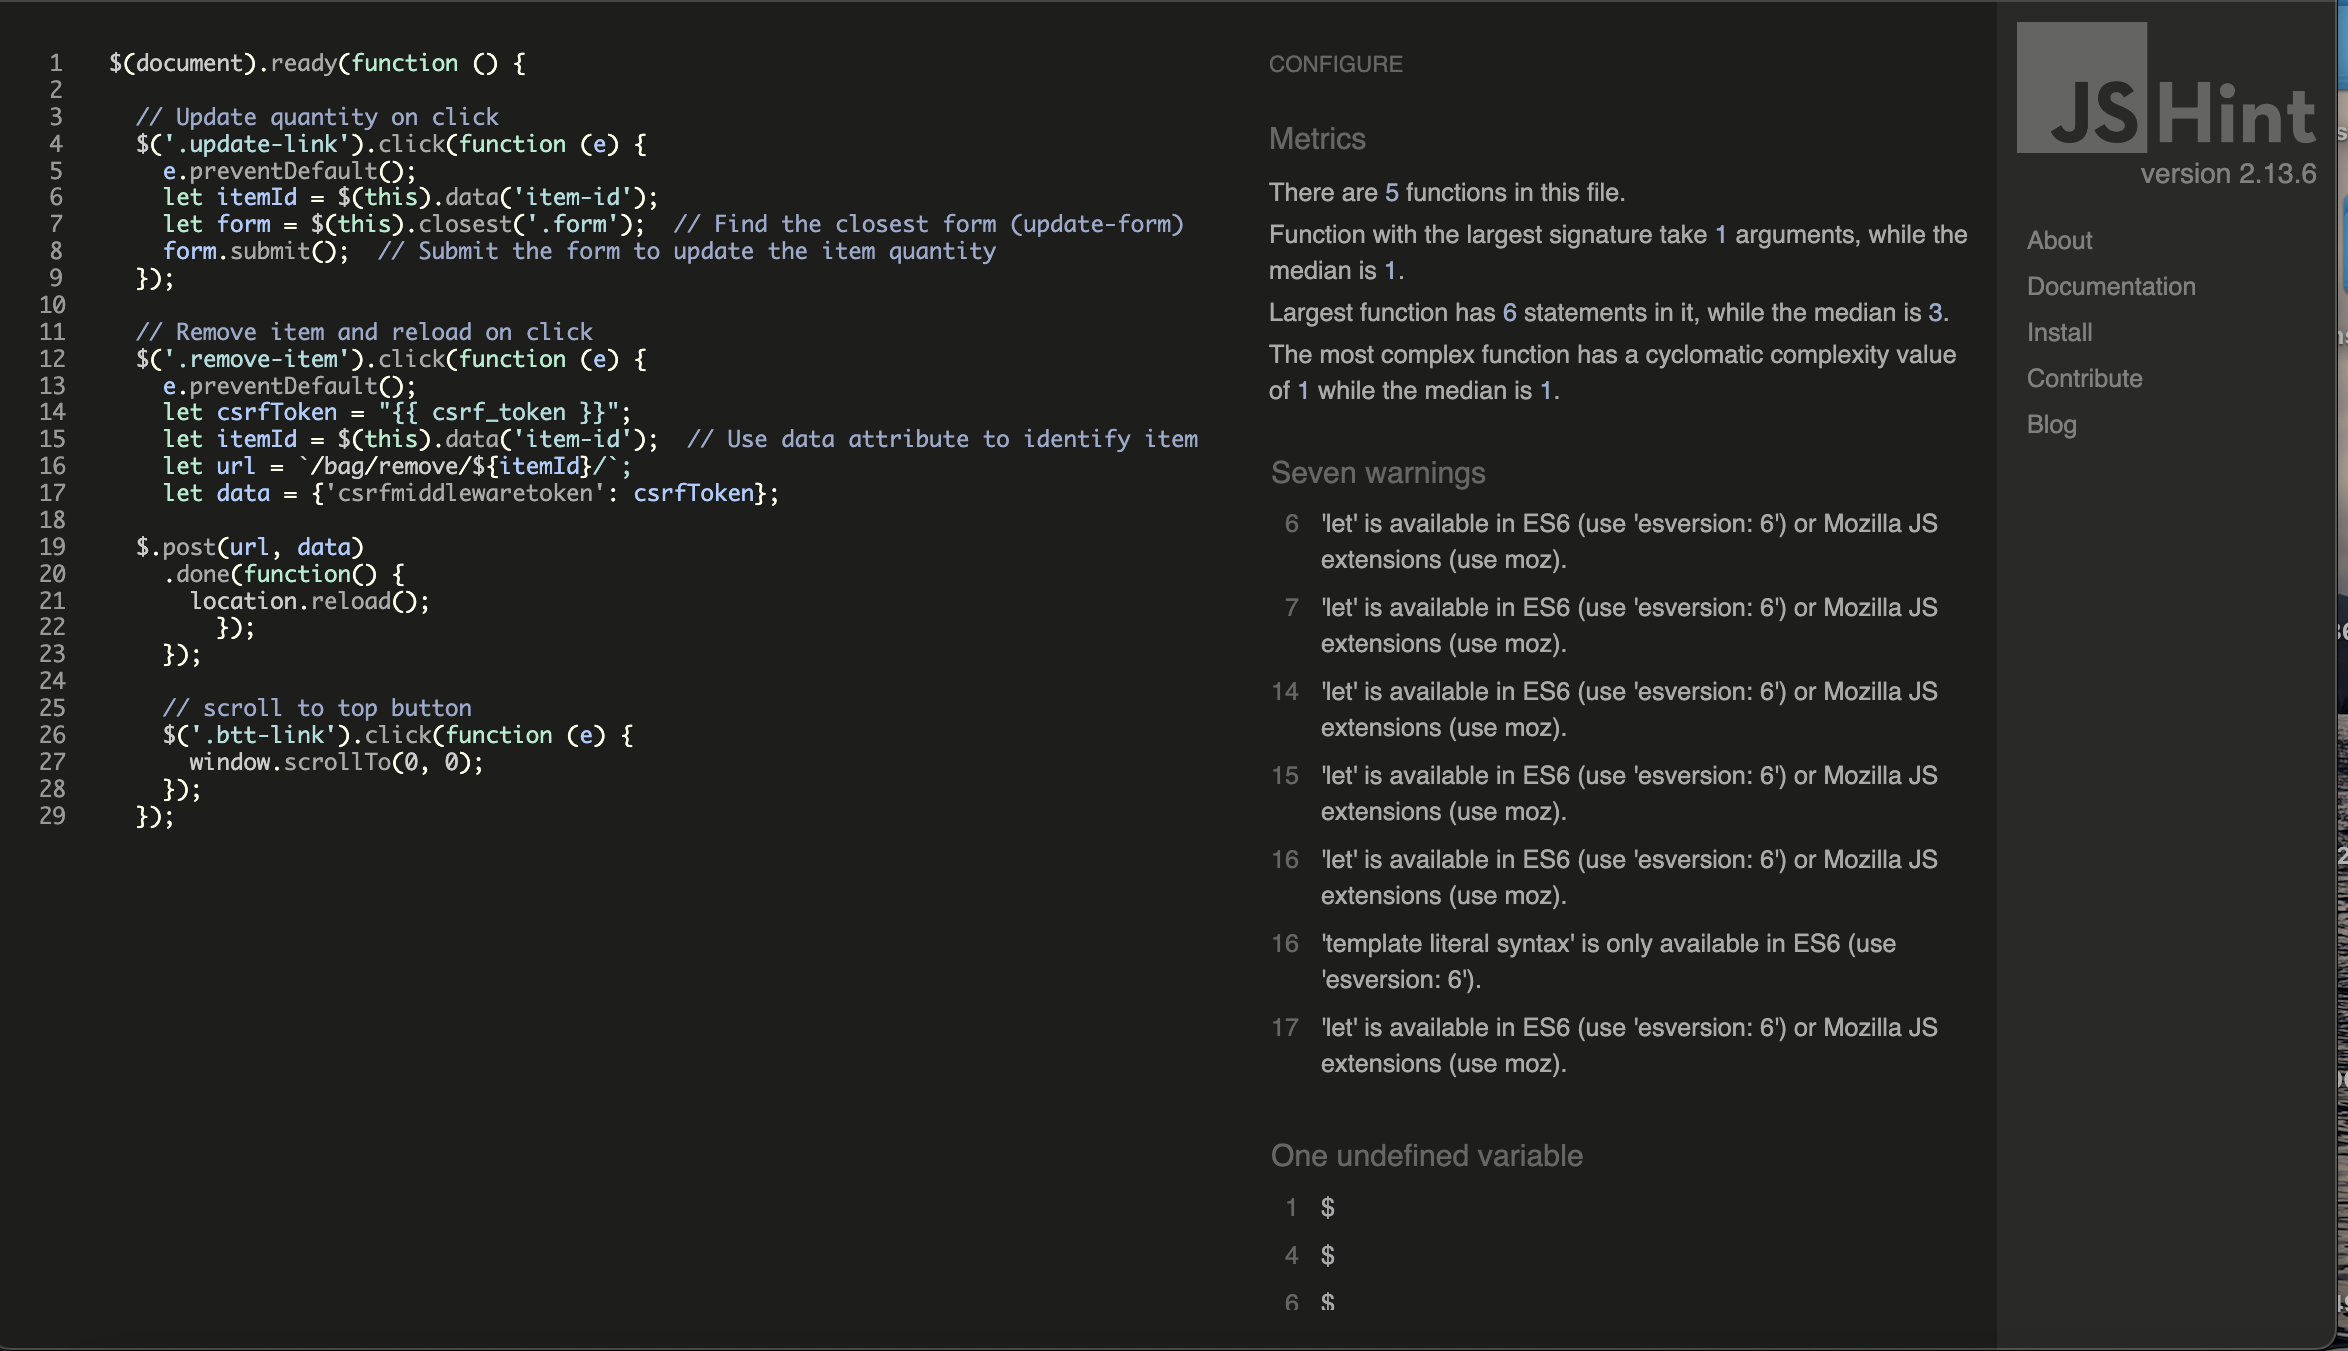 1 $(document).ready(function () {
2
3 // Update quantity on click
4 $('.update-link').click(function (e) {
5 e.preventDefault();
6 let itemId = $(this).data('item-id');
7 let form = $(this).closest('.form'); // Find the closest form (update-form)
8 form.submit(); // Submit the form to update the item quantity
9 });
10
11 // Remove item and reload on click
12 $('.remove-item').click(function (e) {
13 e.preventDefault();
14 let csrfToken = "{{ csrf_token }}";
15 let itemId = $(this).data('item-id'); // Use data attribute to identify item
16 let url = `/bag/remove/${itemId}/`;
17 let data = {'csrfmiddlewaretoken': csrfToken};
18
19 $.post(url, data)
20 .done(function() {
21 location.reload();
22 });
23 });
24
25 // scroll to top button
26 $('.btt-link').click(function (e) {
27 window.scrollTo(0, 0);
28 });
29 });
CONFIGURE
Metrics
There are 5 functions in this file.
Function with the largest signature take 1 arguments, while the
median is 1.
Largest function has 6 statements in it, while the median is 3.
The most complex function has a cyclomatic complexity value
of 1 while the median is 1.
Seven warnings
6 'let' is available in ES6 (use 'esversion: 6') or Mozilla JS
extensions (use moz).
7 'let' is available in ES6 (use 'esversion: 6') or Mozilla JS
extensions (use moz).
14 'let' is available in ES6 (use 'esversion: 6') or Mozilla JS
extensions (use moz).
15 'let' is available in ES6 (use 'esversion: 6') or Mozilla JS
extensions (use moz).
16 'let' is available in ES6 (use 'esversion: 6') or Mozilla JS
extensions (use moz).
16 'template literal syntax' is only available in ES6 (use
'esversion: 6').
17 'let' is available in ES6 (use 'esversion: 6') or Mozilla JS
extensions (use moz).
One undefined variable
1 $
4 $
6 $
JSHint
version 2.13.6
About
Documentation
Install
Contribute
Blog